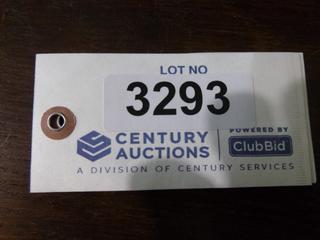 LOT NO
3293
CENTURY
AUCTIONS
POWERED BY
ClubBid
A DIVISION OF CENTURY SERVICES